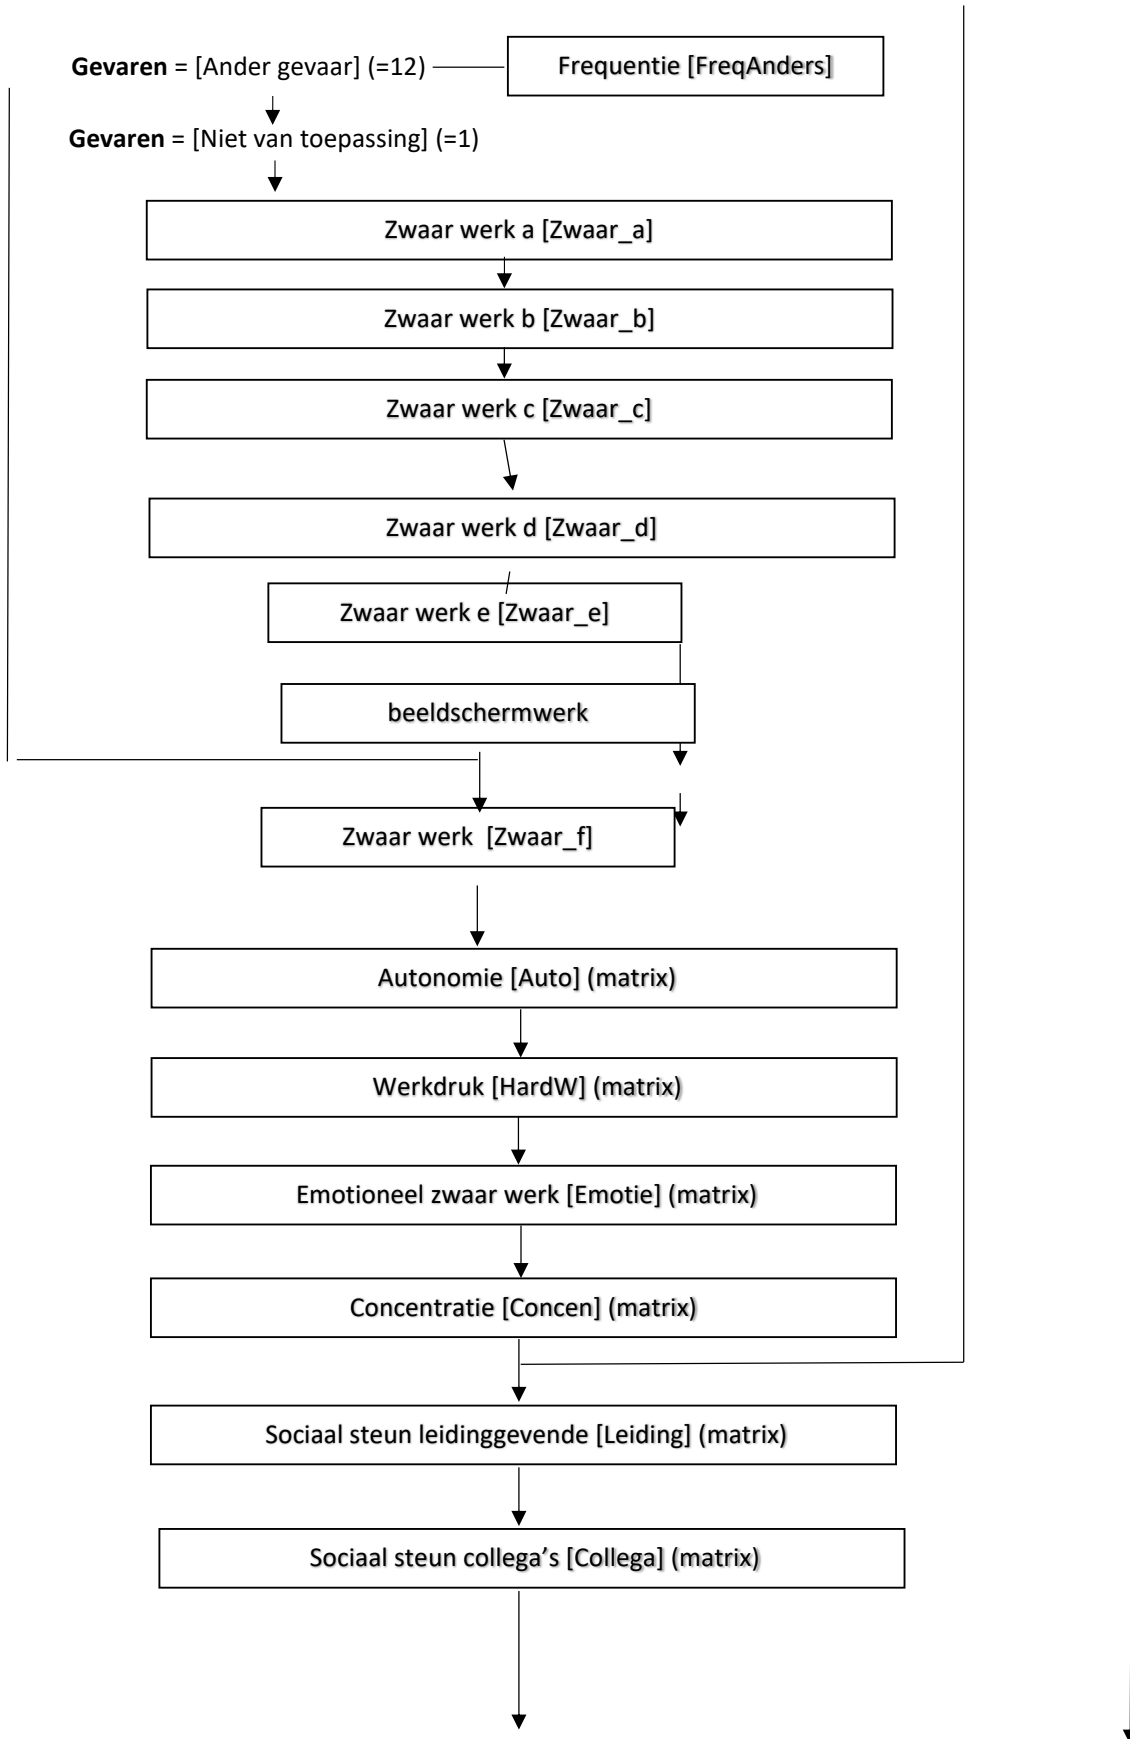 Gevaren = [Ander gevaar] (=12)
Frequentie [FreqAnders]
Gevaren = [Niet van toepassing] (=1)
Zwaar werk a [Zwaar_a]
Zwaar werk b [Zwaar_b]
Zwaar werk c [Zwaar_c]
Zwaar werk d [Zwaar_d]
Zwaar werk e [Zwaar_e]
beeldschermwerk
Zwaar werk  [Zwaar_f]
Autonomie [Auto] (matrix)
Werkdruk [HardW] (matrix)
Emotioneel zwaar werk [Emotie] (matrix)
Concentratie [Concen] (matrix)
Sociaal steun leidinggevende [Leiding] (matrix)
Sociaal steun collega’s [Collega] (matrix)